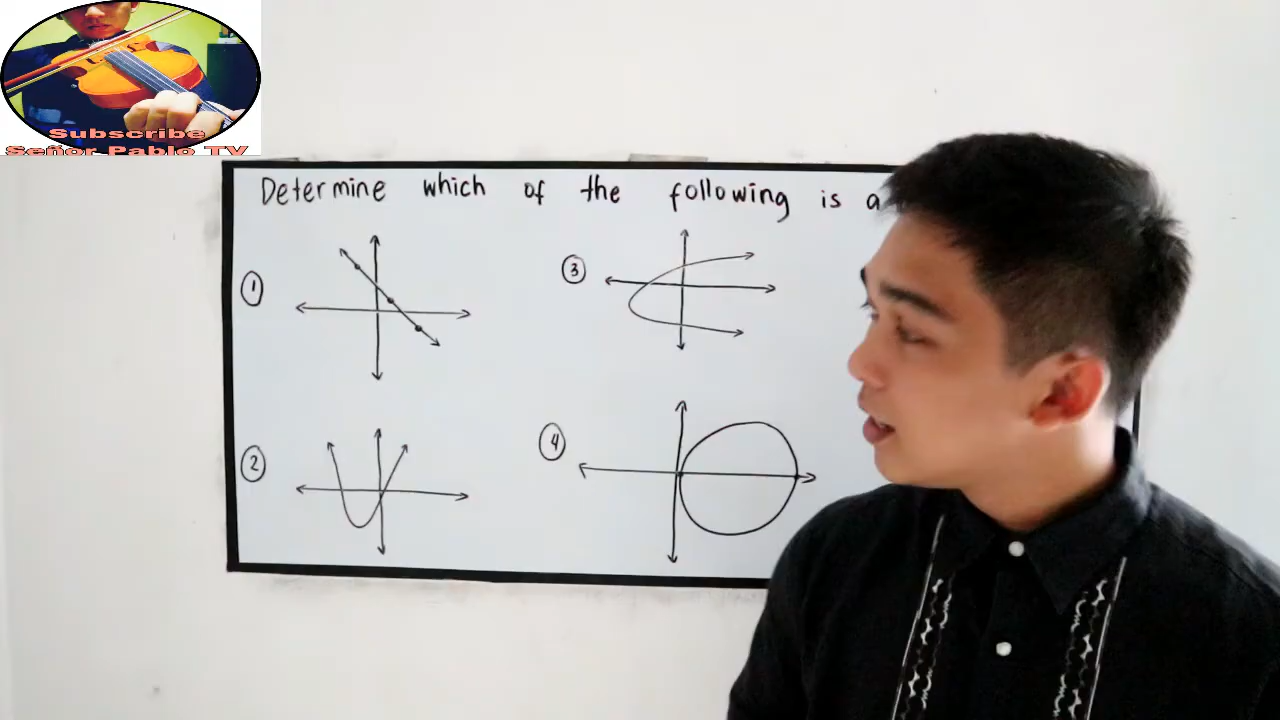 Subscribe
Señor Pablo TV
Determine which of the following is a
1
3
2
4